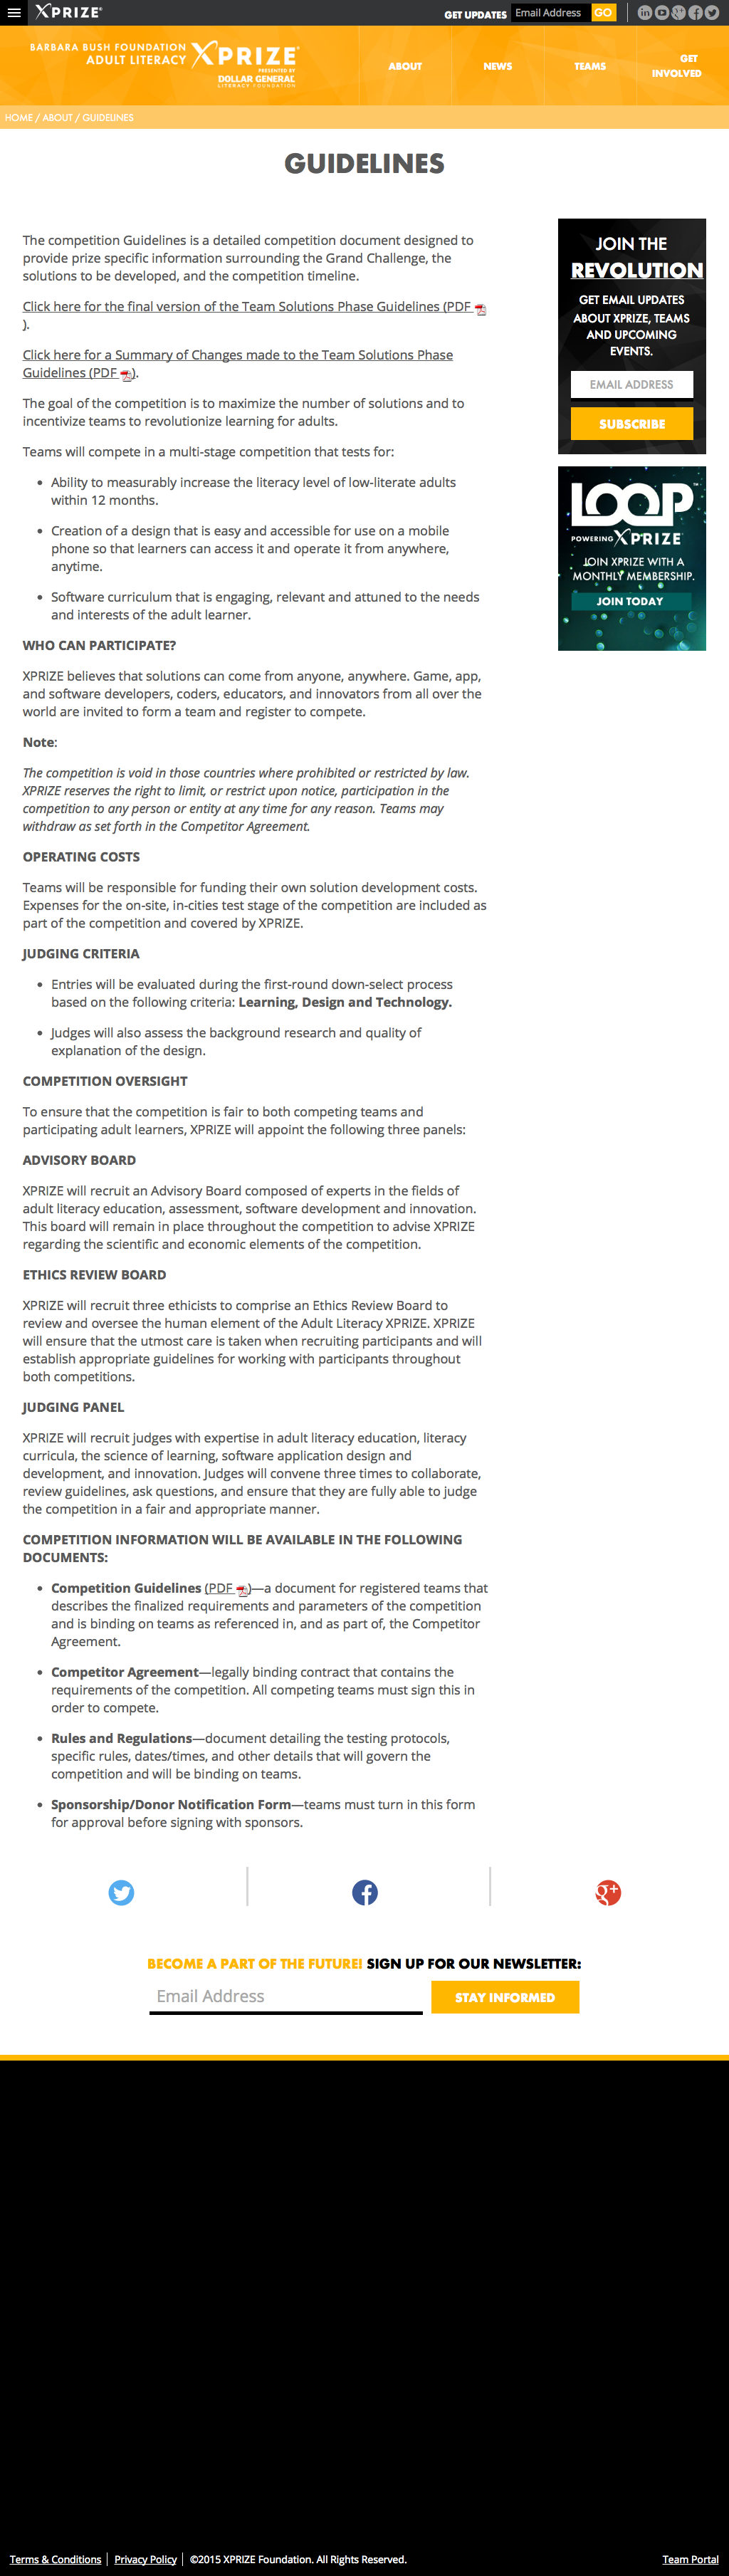 XPRIZE®
GET UPDATES Email Address GO
BARBARA BUSH FOUNDATION
ADULT LITERACY XPRIZE
PRESENTED BY
DOLLAR GENERAL
LITERACY FOUNDATION
ABOUT
NEWS
TEAMS
GET
INVOLVED
HOME / ABOUT / GUIDELINES
GUIDELINES
The competition Guidelines is a detailed competition document designed to
provide prize specific information surrounding the Grand Challenge, the
solutions to be developed, and the competition timeline.
Click here for the final version of the Team Solutions Phase Guidelines (PDF
).
Click here for a Summary of Changes made to the Team Solutions Phase
Guidelines (PDF ).
The goal of the competition is to maximize the number of solutions and to
incentivize teams to revolutionize learning for adults.
Teams will compete in a multi-stage competition that tests for:
• Ability to measurably increase the literacy level of low-literate adults
within 12 months.
• Creation of a design that is easy and accessible for use on a mobile
phone so that learners can access it and operate it from anywhere,
anytime.
• Software curriculum that is engaging, relevant and attuned to the needs
and interests of the adult learner.
WHO CAN PARTICIPATE?
XPRIZE believes that solutions can come from anyone, anywhere. Game, app,
and software developers, coders, educators, and innovators from all over the
world are invited to form a team and register to compete.
Note:
The competition is void in those countries where prohibited or restricted by law.
XPRIZE reserves the right to limit, or restrict upon notice, participation in the
competition to any person or entity at any time for any reason. Teams may
withdraw as set forth in the Competitor Agreement.
OPERATING COSTS
Teams will be responsible for funding their own solution development costs.
Expenses for the on-site, in-cities test stage of the competition are included as
part of the competition and covered by XPRIZE.
JUDGING CRITERIA
• Entries will be evaluated during the first-round down-select process
based on the following criteria: Learning, Design and Technology.
• Judges will also assess the background research and quality of
explanation of the design.
COMPETITION OVERSIGHT
To ensure that the competition is fair to both competing teams and
participating adult learners, XPRIZE will appoint the following three panels:
ADVISORY BOARD
XPRIZE will recruit an Advisory Board composed of experts in the fields of
adult literacy education, assessment, software development and innovation.
This board will remain in place throughout the competition to advise XPRIZE
regarding the scientific and economic elements of the competition.
ETHICS REVIEW BOARD
XPRIZE will recruit three ethicists to comprise an Ethics Review Board to
review and oversee the human element of the Adult Literacy XPRIZE. XPRIZE
will ensure that the utmost care is taken when recruiting participants and will
establish appropriate guidelines for working with participants throughout
both competitions.
JUDGING PANEL
XPRIZE will recruit judges with expertise in adult literacy education, literacy
curricula, the science of learning, software application design and
development, and innovation. Judges will convene three times to collaborate,
review guidelines, ask questions, and ensure that they are fully able to judge
the competition in a fair and appropriate manner.
COMPETITION INFORMATION WILL BE AVAILABLE IN THE FOLLOWING
DOCUMENTS:
• Competition Guidelines (PDF )—a document for registered teams that
describes the finalized requirements and parameters of the competition
and is binding on teams as referenced in, and as part of, the Competitor
Agreement.
• Competitor Agreement—legally binding contract that contains the
requirements of the competition. All competing teams must sign this in
order to compete.
• Rules and Regulations—document detailing the testing protocols,
specific rules, dates/times, and other details that will govern the
competition and will be binding on teams.
• Sponsorship/Donor Notification Form—teams must turn in this form
for approval before signing with sponsors.
JOIN THE
REVOLUTION
GET EMAIL UPDATES
ABOUT XPRIZE, TEAMS
AND UPCOMING
EVENTS.
EMAIL ADDRESS
SUBSCRIBE
LOOP
POWERING XPRIZE
JOIN XPRIZE WITH A
MONTHLY MEMBERSHIP.
JOIN TODAY
BECOME A PART OF THE FUTURE! SIGN UP FOR OUR NEWSLETTER:
Email Address
STAY INFORMED
Terms & Conditions | Privacy Policy | ©2015 XPRIZE Foundation. All Rights Reserved.
Team Portal